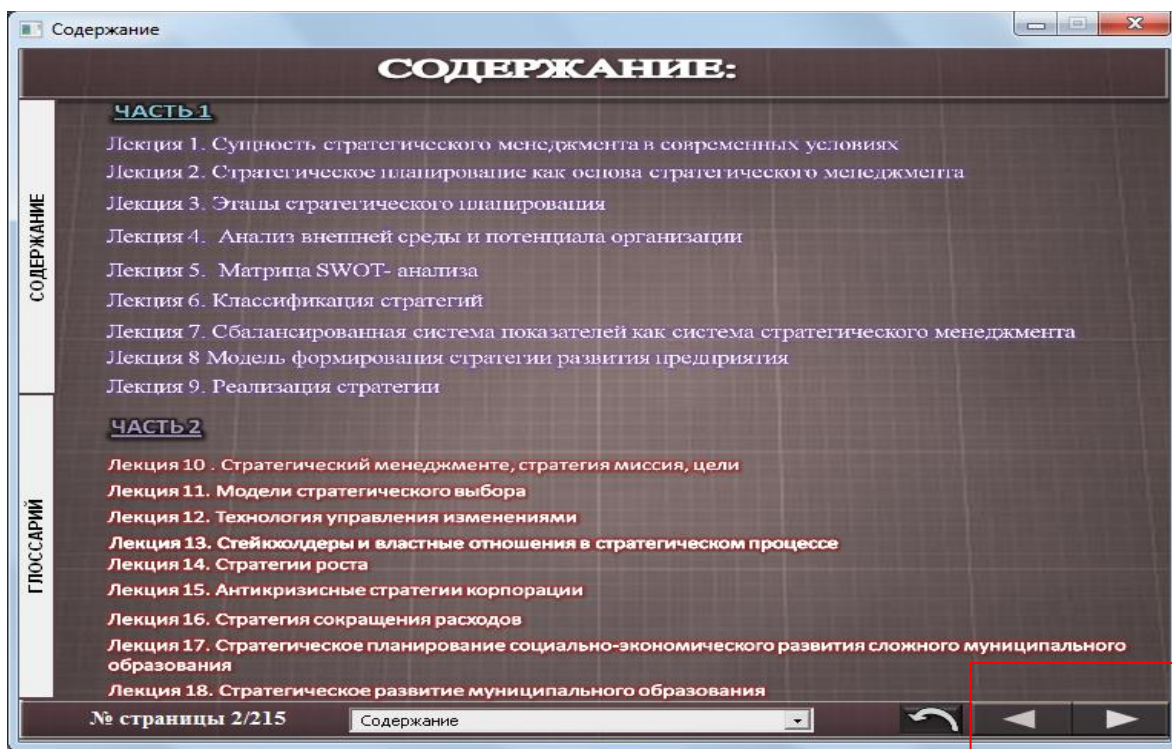 Содержание
СОДЕРЖАНИЕ:
СОДЕРЖАНИЕ
ГЛОССАРИЙ
ЧАСТЬ 1
Лекция 1. Сущность стратегического менеджмента в современных условиях
Лекция 2. Стратегическое планирование как основа стратегического менеджмента
Лекция 3. Этапы стратегического планирования
Лекция 4. Анализ внешней среды и потенциала организации
Лекция 5. Матрица SWOT- анализа
Лекция 6. Классификация стратегий
Лекция 7. Сбалансированная система показателей как система стратегического менеджмента
Лекция 8 Модель формирования стратегии развития предприятия
Лекция 9. Реализация стратегии
ЧАСТЬ 2
Лекция 10 . Стратегический менеджменте, стратегия миссия, цели
Лекция 11. Модели стратегического выбора
Лекция 12. Технология управления изменениями
Лекция 13. Стейкхолдеры и властные отношения в стратегическом процессе
Лекция 14. Стратегии роста
Лекция 15. Антикризисные стратегии корпорации
Лекция 16. Стратегия сокращения расходов
Лекция 17. Стратегическое планирование социально-экономического развития сложного муниципального
образования
Лекция 18. Стратегическое развитие муниципального образования
№ страницы 2/215
Содержание